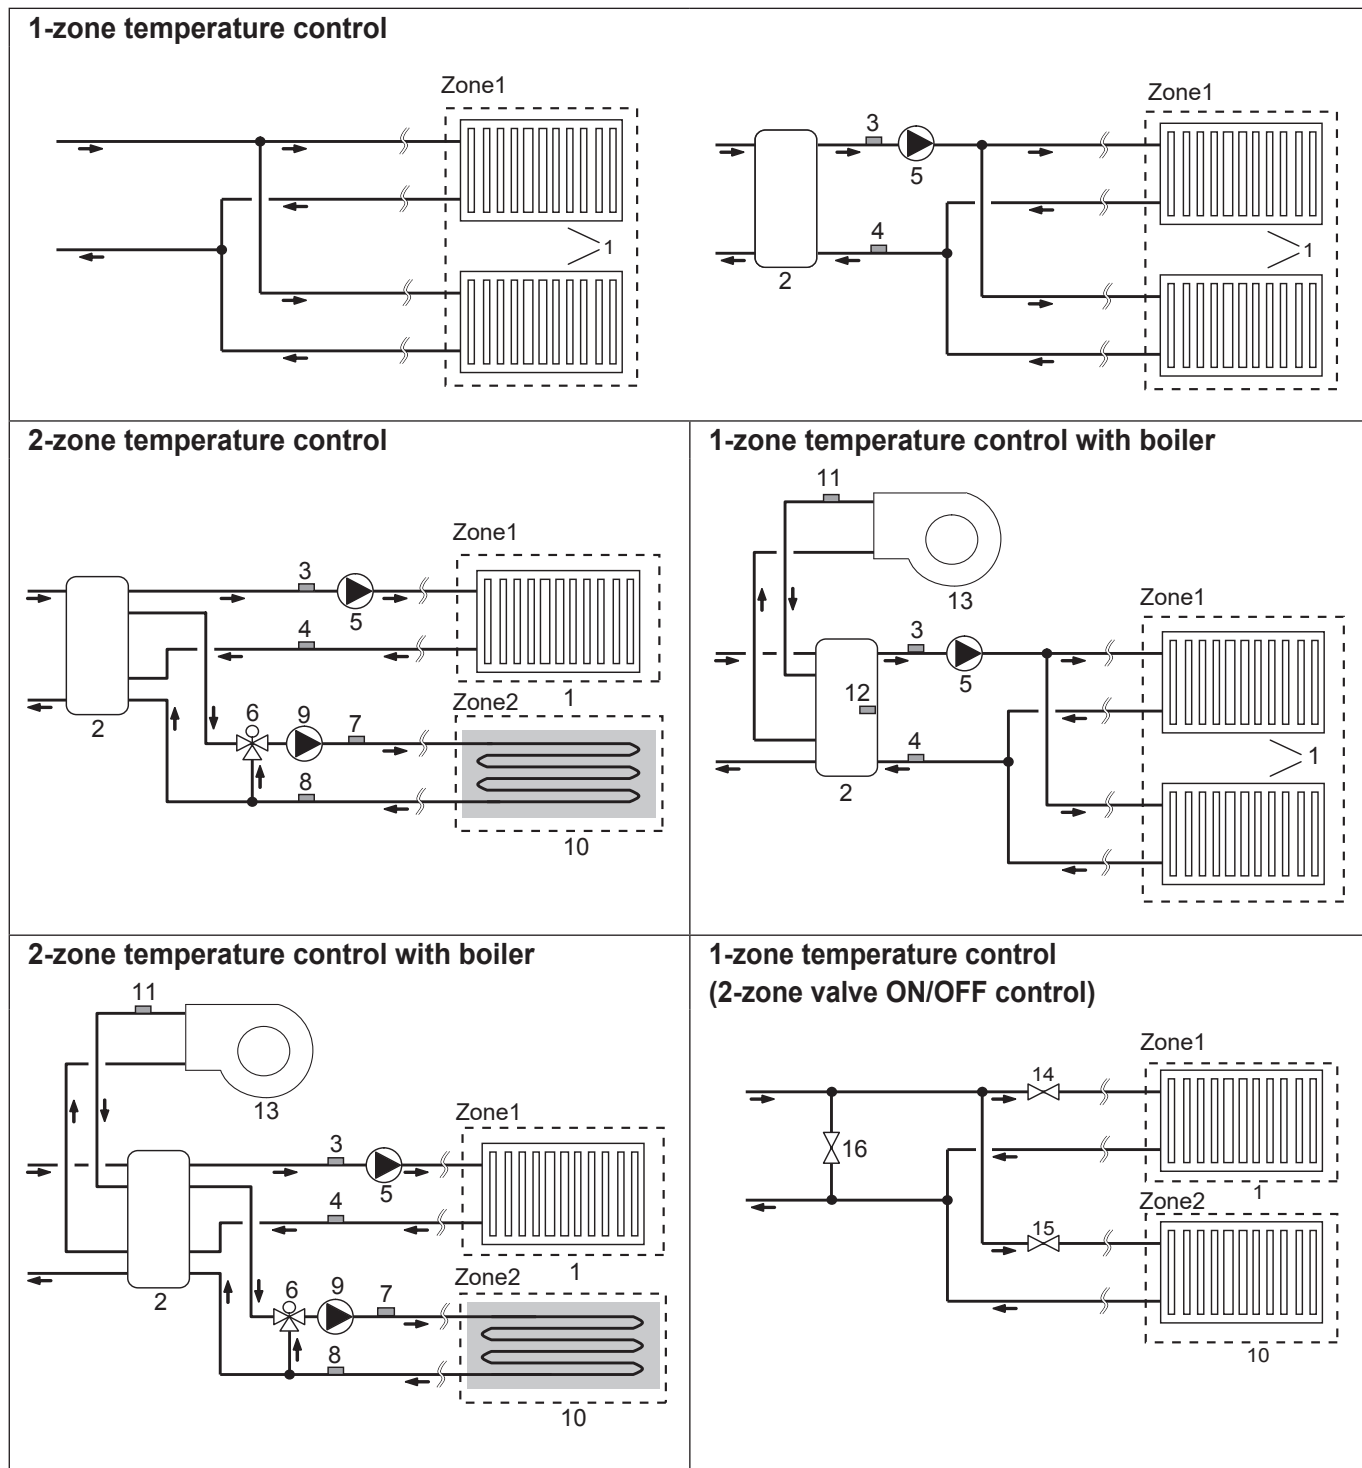 1-zone temperature control
Zone1
1
Zone1
3
5
4
2
1
2-zone temperature control
Zone1
3
5
4
1
2
Zone2
6
9
7
8
10
1-zone temperature control with boiler
11
13
Zone1
3
5
12
4
2
1
2-zone temperature control with boiler
11
13
Zone1
3
5
4
1
2
Zone2
6
9
7
8
10
1-zone temperature control
(2-zone valve ON/OFF control)
Zone1
14
16
1
Zone2
15
10